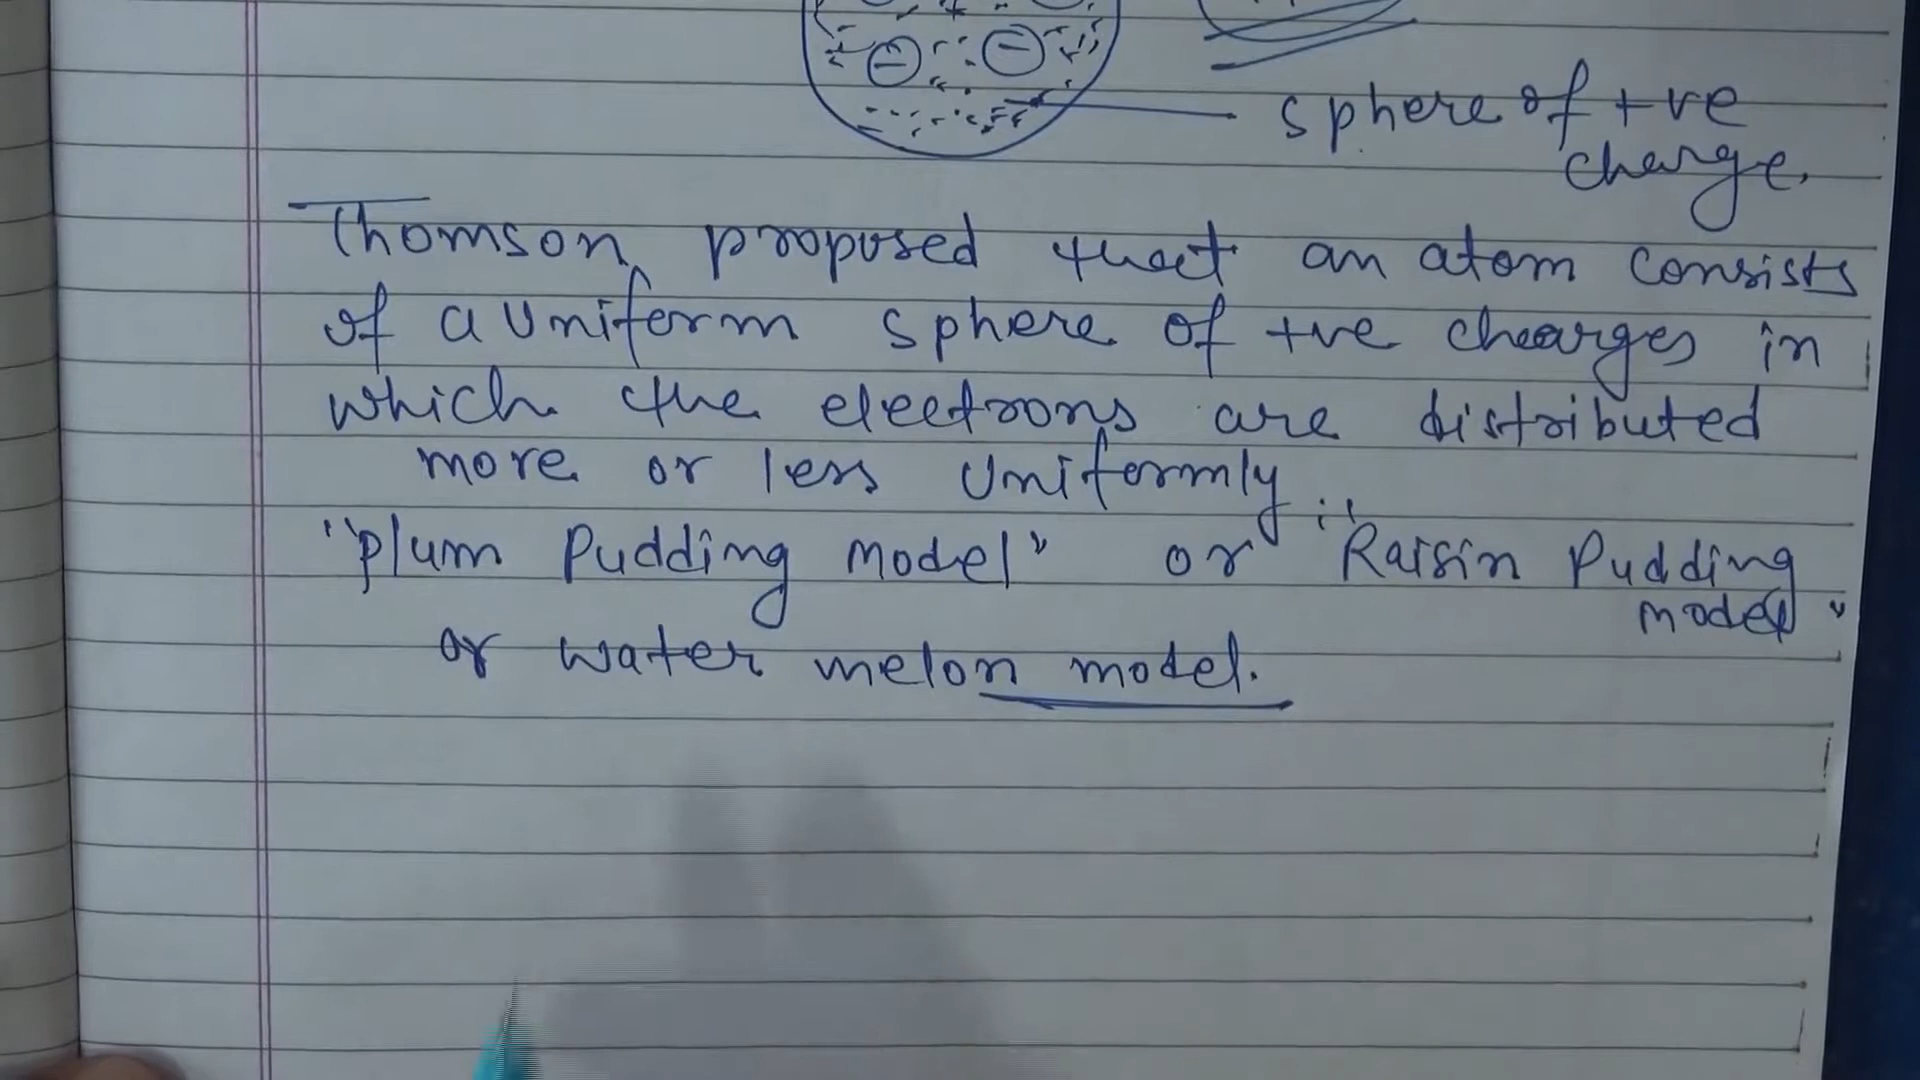 sphere of +ve
charge.
Thomson proposed that an atom consists
of a uniform sphere of +ve charges in
which the electrons are distributed
more or less uniformly.
"Plum Pudding Model" or "Raisin Pudding
model"
or water melon model.